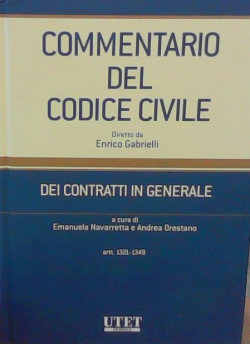 COMMENTARIO
DEL
CODICE CIVILE
Diretto da
Enrico Gabrielli
DEI CONTRATTI IN GENERALE
a cura di
Emanuela Navarretta e Andrea Orestano
artt. 1321-1349
UTET